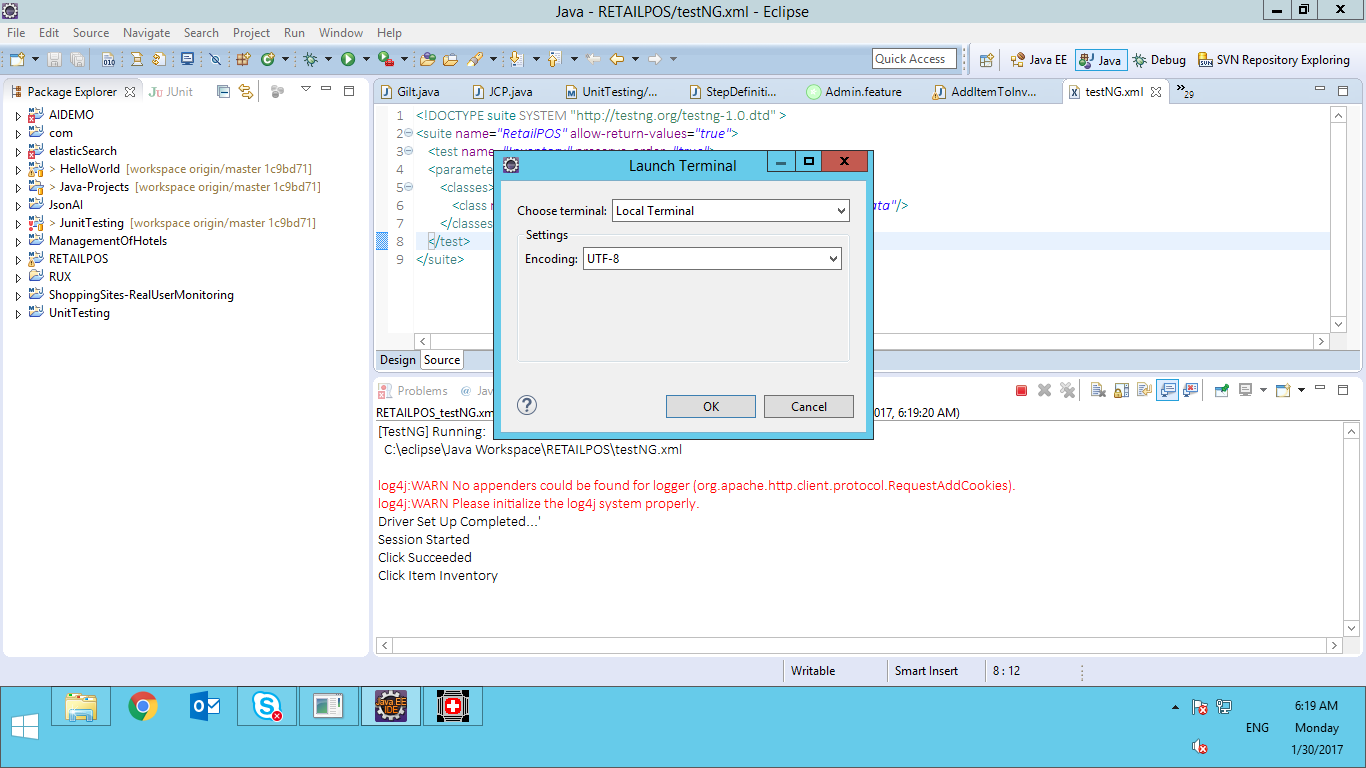 Java - RETAILPOS/testNG.xml - Eclipse
File Edit Source Navigate Search Project Run Window Help
Quick Access
Java EE
Java
Debug
SVN Repository Exploring
Package Explorer
JUnit
AIDEMO
com
elasticSearch
> HelloWorld [workspace origin/master 1c9bd71]
> Java-Projects [workspace origin/master 1c9bd71]
JsonAI
> JunitTesting [workspace origin/master 1c9bd71]
ManagementOfHotels
RETAILPOS
RUX
ShoppingSites-RealUserMonitoring
UnitTesting
Gilt.java
JCP.java
UnitTesting/...
StepDefiniti...
Admin.feature
AddItemToInv...
testNG.xml
29
1 <!DOCTYPE suite SYSTEM "http://testng.org/testng-1.0.dtd" >
2 <suite name="RetailPOS" allow-return-values="true">
3 <test name="Inventory" preserve-order="true">
4 <parame
5 <classes>
6 <class ata"/>
7 </classes
8 </test>
9 </suite>
Design
Source
Launch Terminal
Choose terminal: Local Terminal
Settings
Encoding: UTF-8
OK
Cancel
Problems
@ Jav
RETAILPOS_testNG.xm 2017, 6:19:20 AM)
[TestNG] Running:
C:\eclipse\Java Workspace\RETAILPOS\testNG.xml
log4j:WARN No appenders could be found for logger (org.apache.http.client.protocol.RequestAddCookies).
log4j:WARN Please initialize the log4j system properly.
Driver Set Up Completed...'
Session Started
Click Succeeded
Click Item Inventory
Writable
Smart Insert
8 : 12
Java EE
IDE
ENG
6:19 AM
Monday
1/30/2017